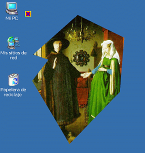 Mi PC
Mis sitios de
red
Papelera de
reciclaje